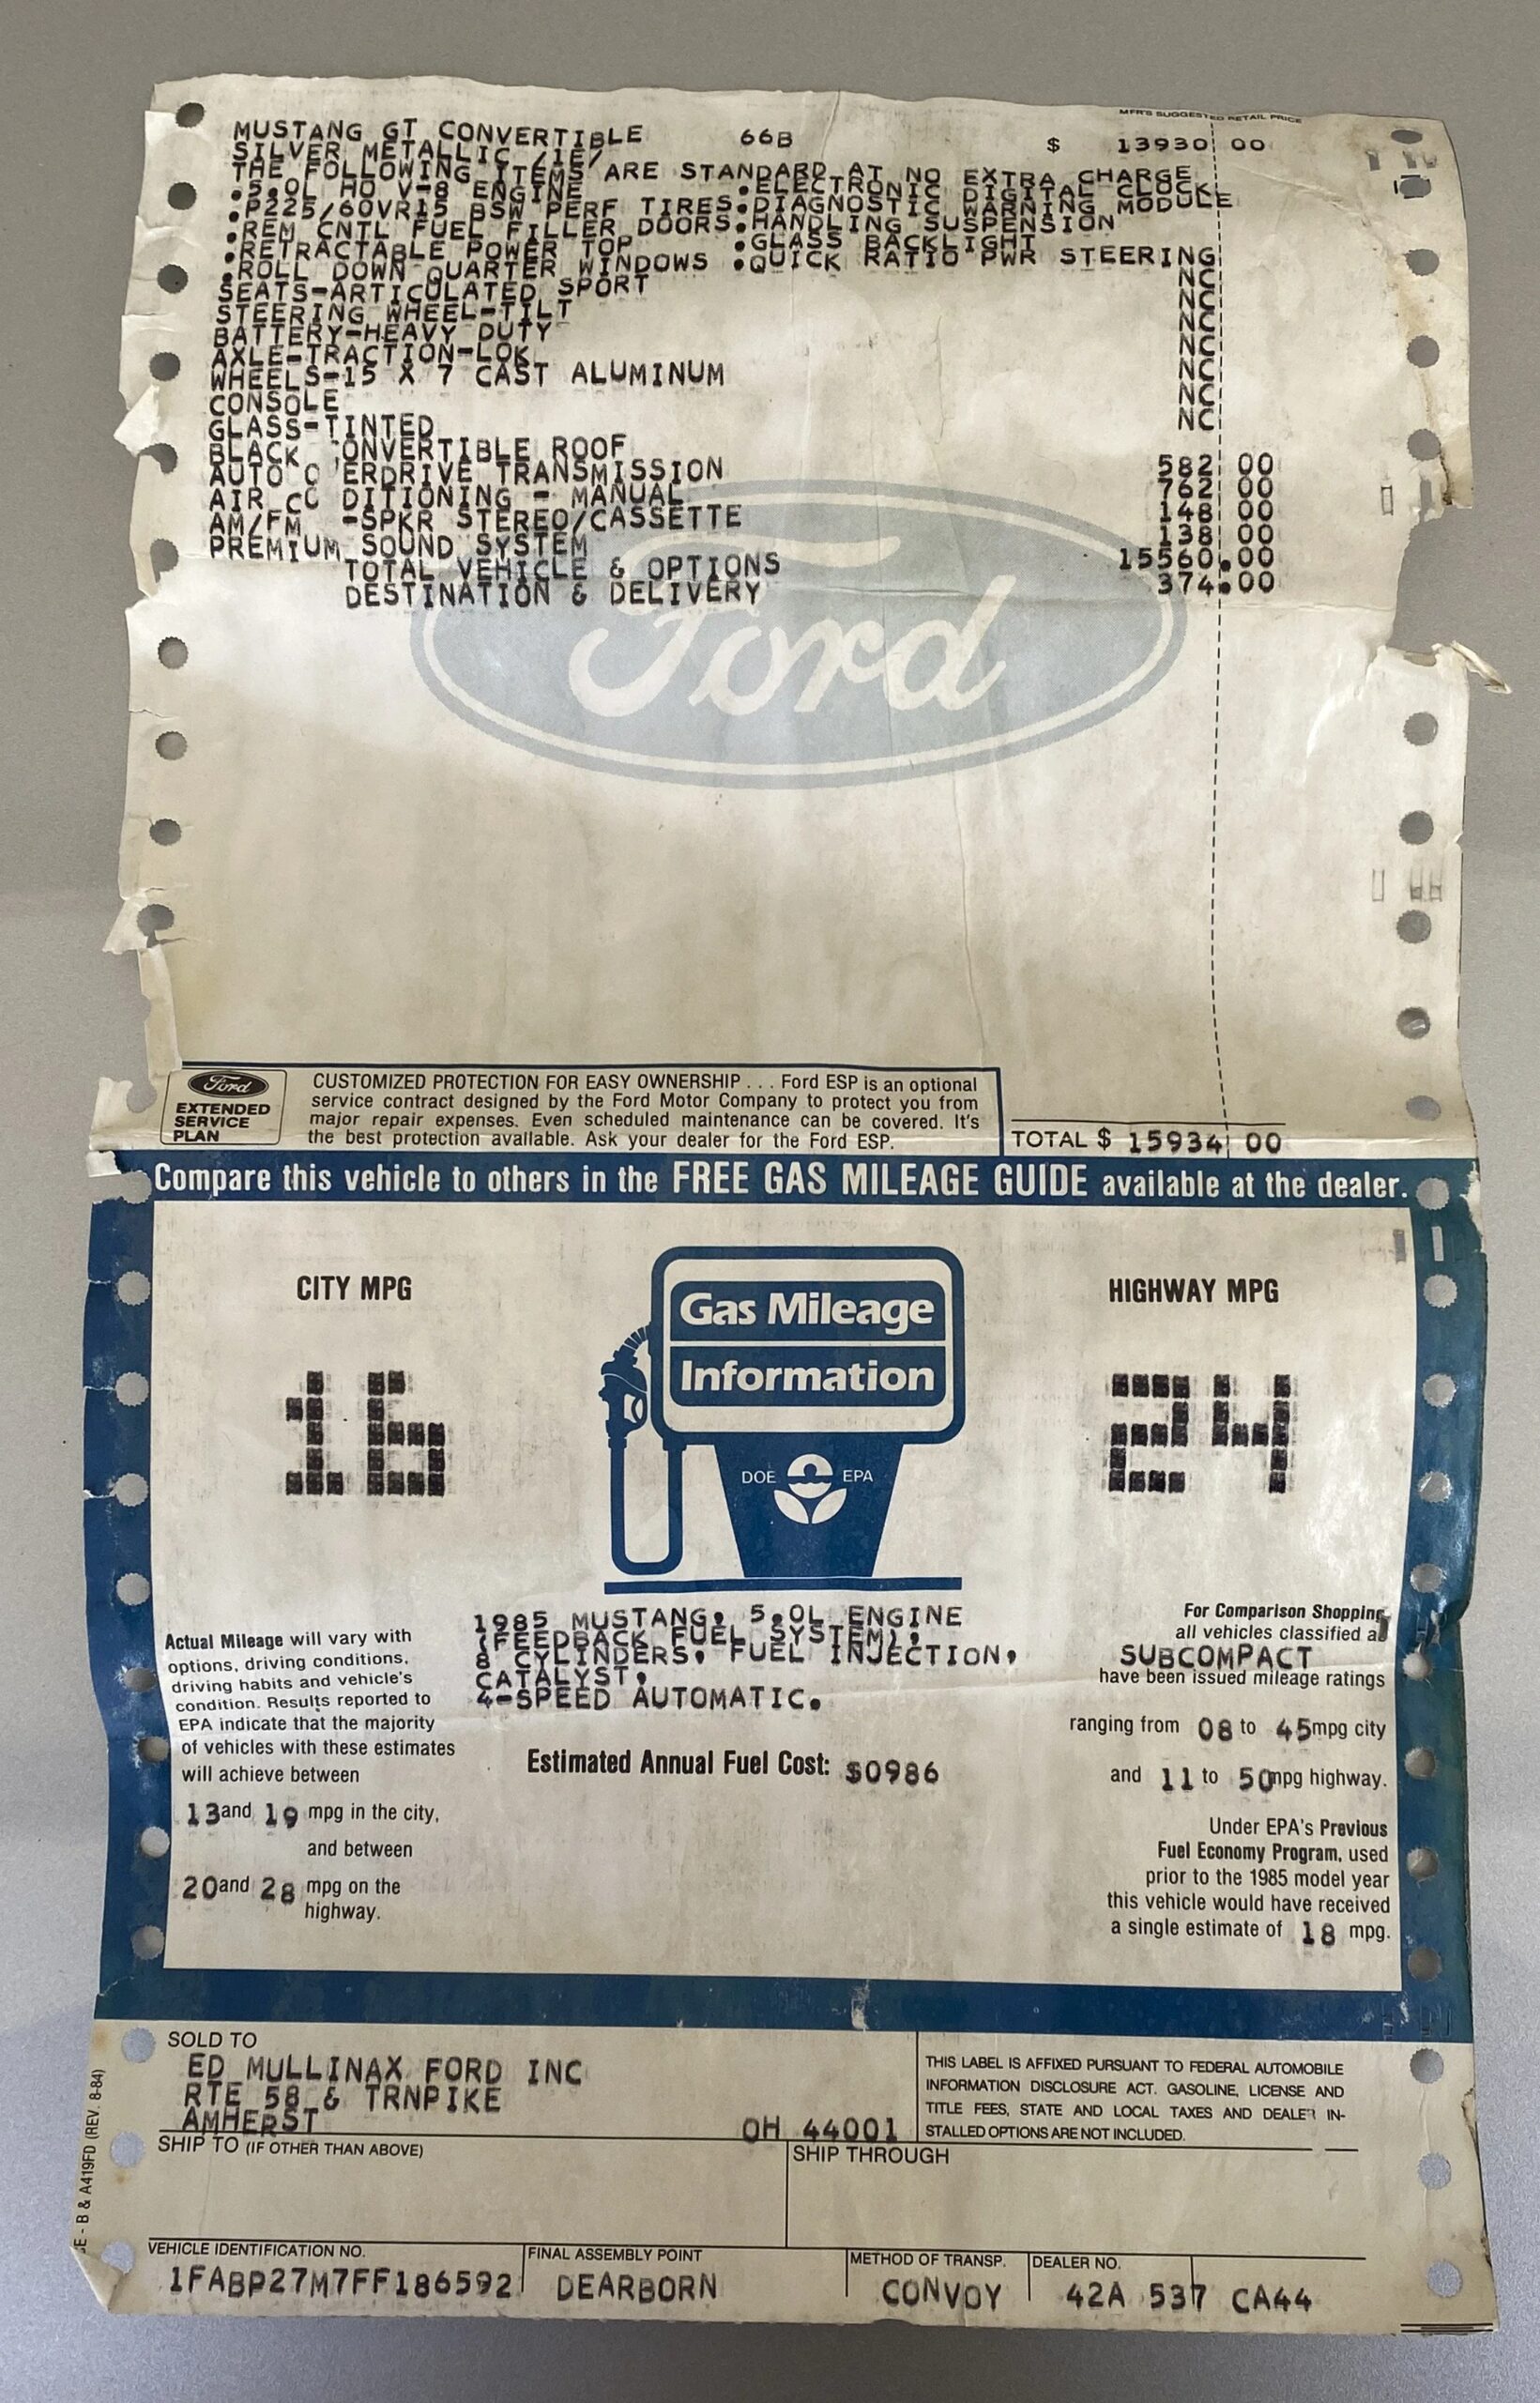 MFR'S SUGGESTED RETAIL PRICE
MUSTANG GT CONVERTIBLE 66B $ 13930 00
SILVER METALLIC /1E/
THE FOLLOWING ITEMS ARE STANDARD AT NO EXTRA CHARGE
.5.0L HO V-8 ENGINE .ELECTRONIC DIGITAL CLOCK
.P225/60VR15 BSW PERF TIRES.DIAGNOSTIC WARNING MODULE
.REM CNTL FUEL FILLER DOORS.HANDLING SUSPENSION
.RETRACTABLE POWER TOP .GLASS BACKLIGHT
.ROLL DOWN QUARTER WINDOWS .QUICK RATIO PWR STEERING
SEATS-ARTICULATED SPORT NC
STEERING WHEEL-TILT NC
BATTERY-HEAVY DUTY NC
AXLE-TRACTION-LOK NC
WHEELS-15 X 7 CAST ALUMINUM NC
CONSOLE NC
GLASS-TINTED NC
BLACK ONVERTIBLE ROOF
AUTO O ERDRIVE TRANSMISSION 582 00
AIR CO DITIONING - MANUAL 762 00
AM/FM -SPKR STEREO/CASSETTE 148 00
PREMIUM SOUND SYSTEM 138 00
TOTAL VEHICLE & OPTIONS 15560.00
DESTINATION & DELIVERY 374.00
Ford
Ford
EXTENDED
SERVICE
PLAN
CUSTOMIZED PROTECTION FOR EASY OWNERSHIP . . . Ford ESP is an optional
service contract designed by the Ford Motor Company to protect you from
major repair expenses. Even scheduled maintenance can be covered. It's
the best protection available. Ask your dealer for the Ford ESP.
TOTAL $ 15934 00
Compare this vehicle to others in the FREE GAS MILEAGE GUIDE available at the dealer.
CITY MPG
16
Gas Mileage
Information
DOE EPA
HIGHWAY MPG
24
Actual Mileage will vary with
options, driving conditions,
driving habits and vehicle's
condition. Results reported to
EPA indicate that the majority
of vehicles with these estimates
will achieve between
13 and 19 mpg in the city,
and between
20 and 28 mpg on the
highway.
1985 MUSTANG, 5.0L ENGINE
(FEEDBACK FUEL SYSTEM),
8 CYLINDERS, FUEL INJECTION,
CATALYST,
4-SPEED AUTOMATIC.
Estimated Annual Fuel Cost: $0986
For Comparison Shopping,
all vehicles classified as
SUBCOMPACT
have been issued mileage ratings
ranging from 08 to 45 mpg city
and 11 to 50 mpg highway.
Under EPA's Previous
Fuel Economy Program, used
prior to the 1985 model year
this vehicle would have received
a single estimate of 18 mpg.
SOLD TO
ED MULLINAX FORD INC
RTE 58 & TRNPIKE
AMHERST OH 44001
THIS LABEL IS AFFIXED PURSUANT TO FEDERAL AUTOMOBILE
INFORMATION DISCLOSURE ACT. GASOLINE, LICENSE AND
TITLE FEES, STATE AND LOCAL TAXES AND DEALER IN-
STALLED OPTIONS ARE NOT INCLUDED.
SHIP TO (IF OTHER THAN ABOVE)
SHIP THROUGH
VEHICLE IDENTIFICATION NO.
1FABP27M7FF186592
FINAL ASSEMBLY POINT
DEARBORN
METHOD OF TRANSP.
CONVOY
DEALER NO.
42A 537 CA44
- B & A419FD (REV. 8-84)